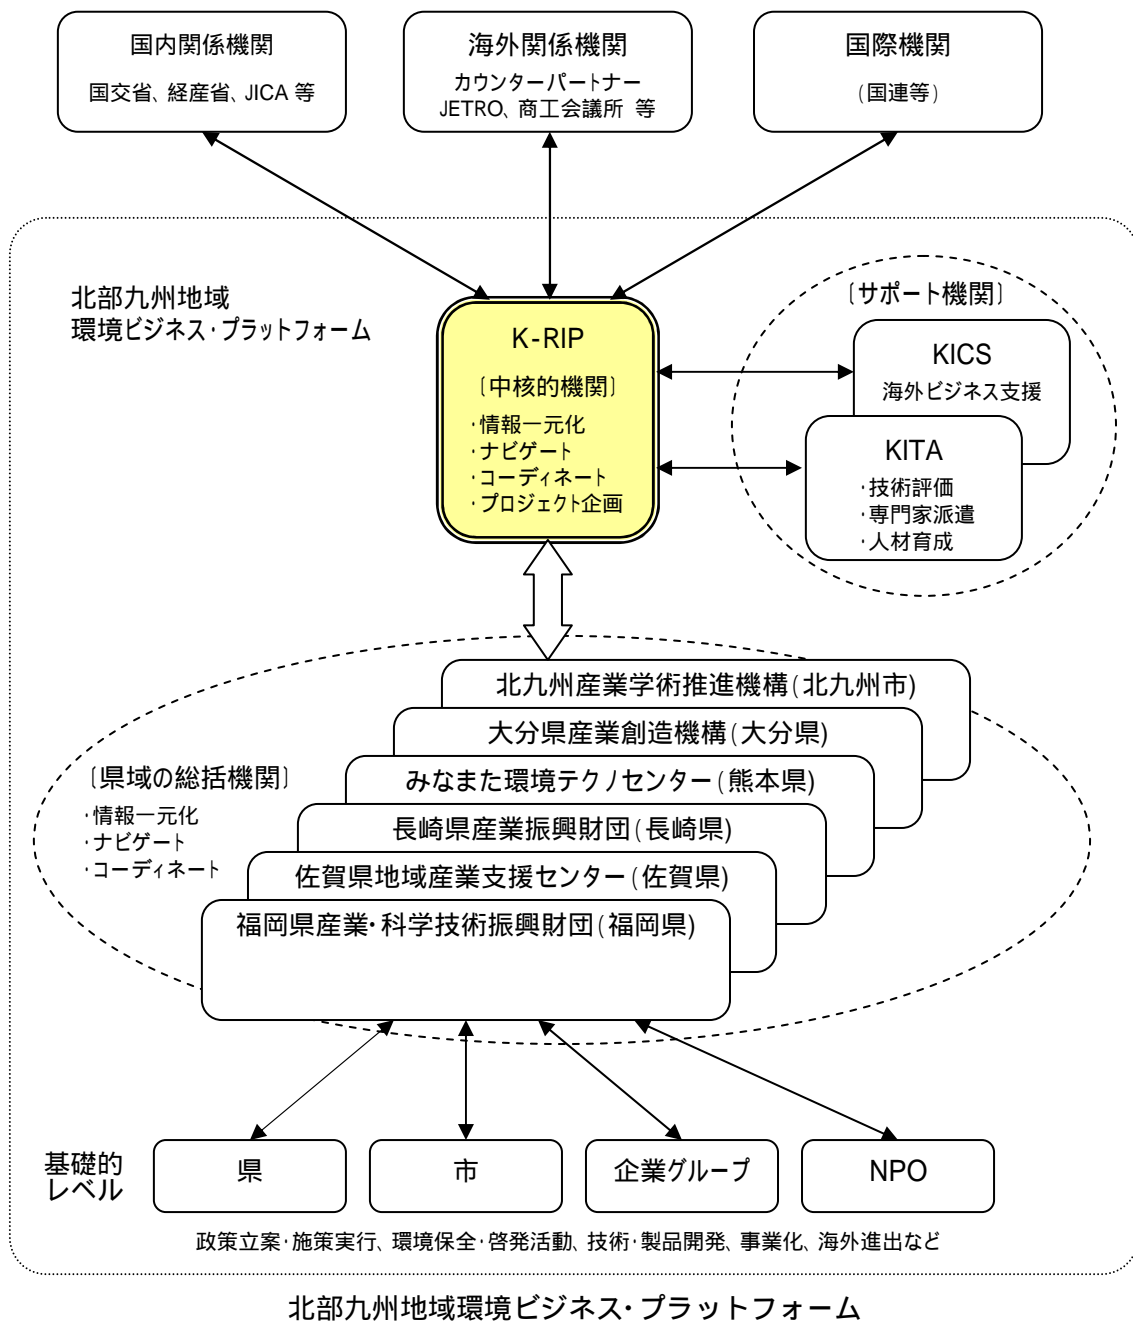 国内関係機関
国交省、経産省、JICA 等
海外関係機関
カウンターパートナー
JETRO、商工会議所 等
国際機関
(国連等)
北部九州地域
環境ビジネス・プラットフォーム
K-RIP
〔中核的機関〕
・情報一元化
・ナビゲート
・コーディネート
・プロジェクト企画
〔サポート機関〕
KICS
海外ビジネス支援
KITA
・技術評価
・専門家派遣
・人材育成
北九州産業学術推進機構(北九州市)
大分県産業創造機構(大分県)
みなまた環境テクノセンター(熊本県)
長崎県産業振興財団(長崎県)
佐賀県地域産業支援センター(佐賀県)
福岡県産業・科学技術振興財団(福岡県)
〔県域の総括機関〕
・情報一元化
・ナビゲート
・コーディネート
基礎的
レベル
県
市
企業グループ
NPO
政策立案・施策実行、環境保全・啓発活動、技術・製品開発、事業化、海外進出など
北部九州地域環境ビジネス・プラットフォーム